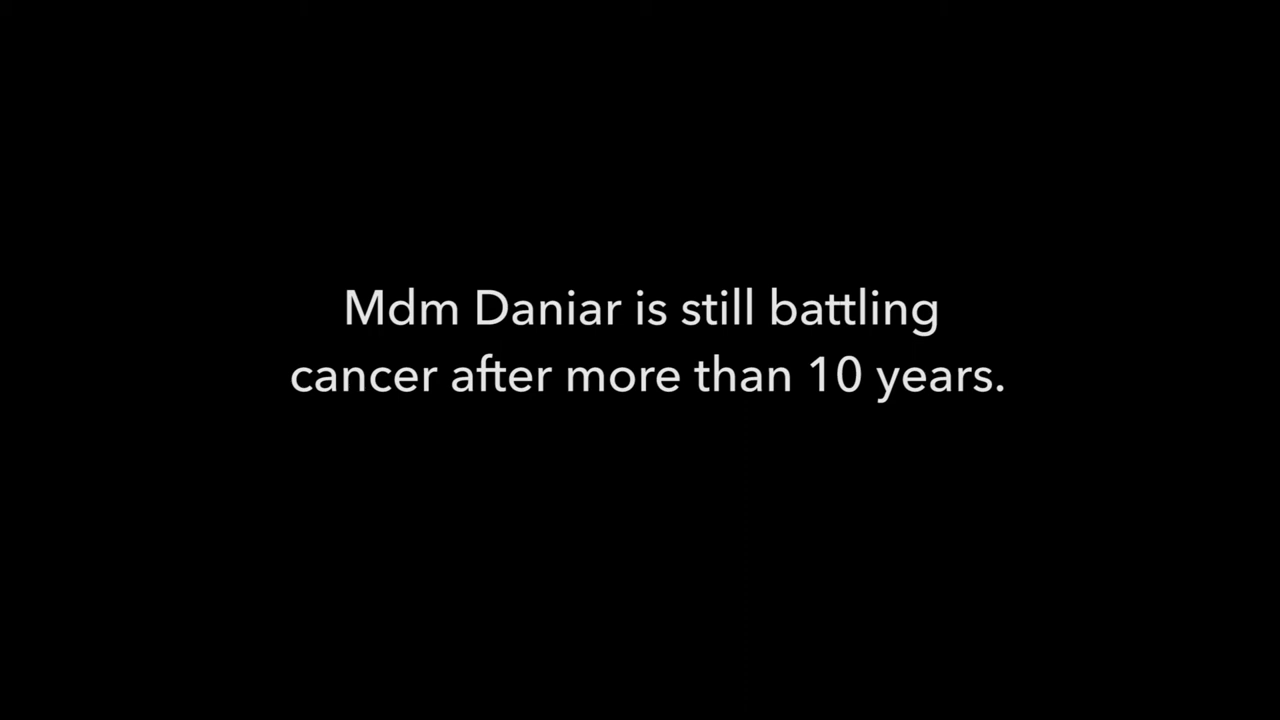 Mdm Daniar is still battling
cancer after more than 10 years.